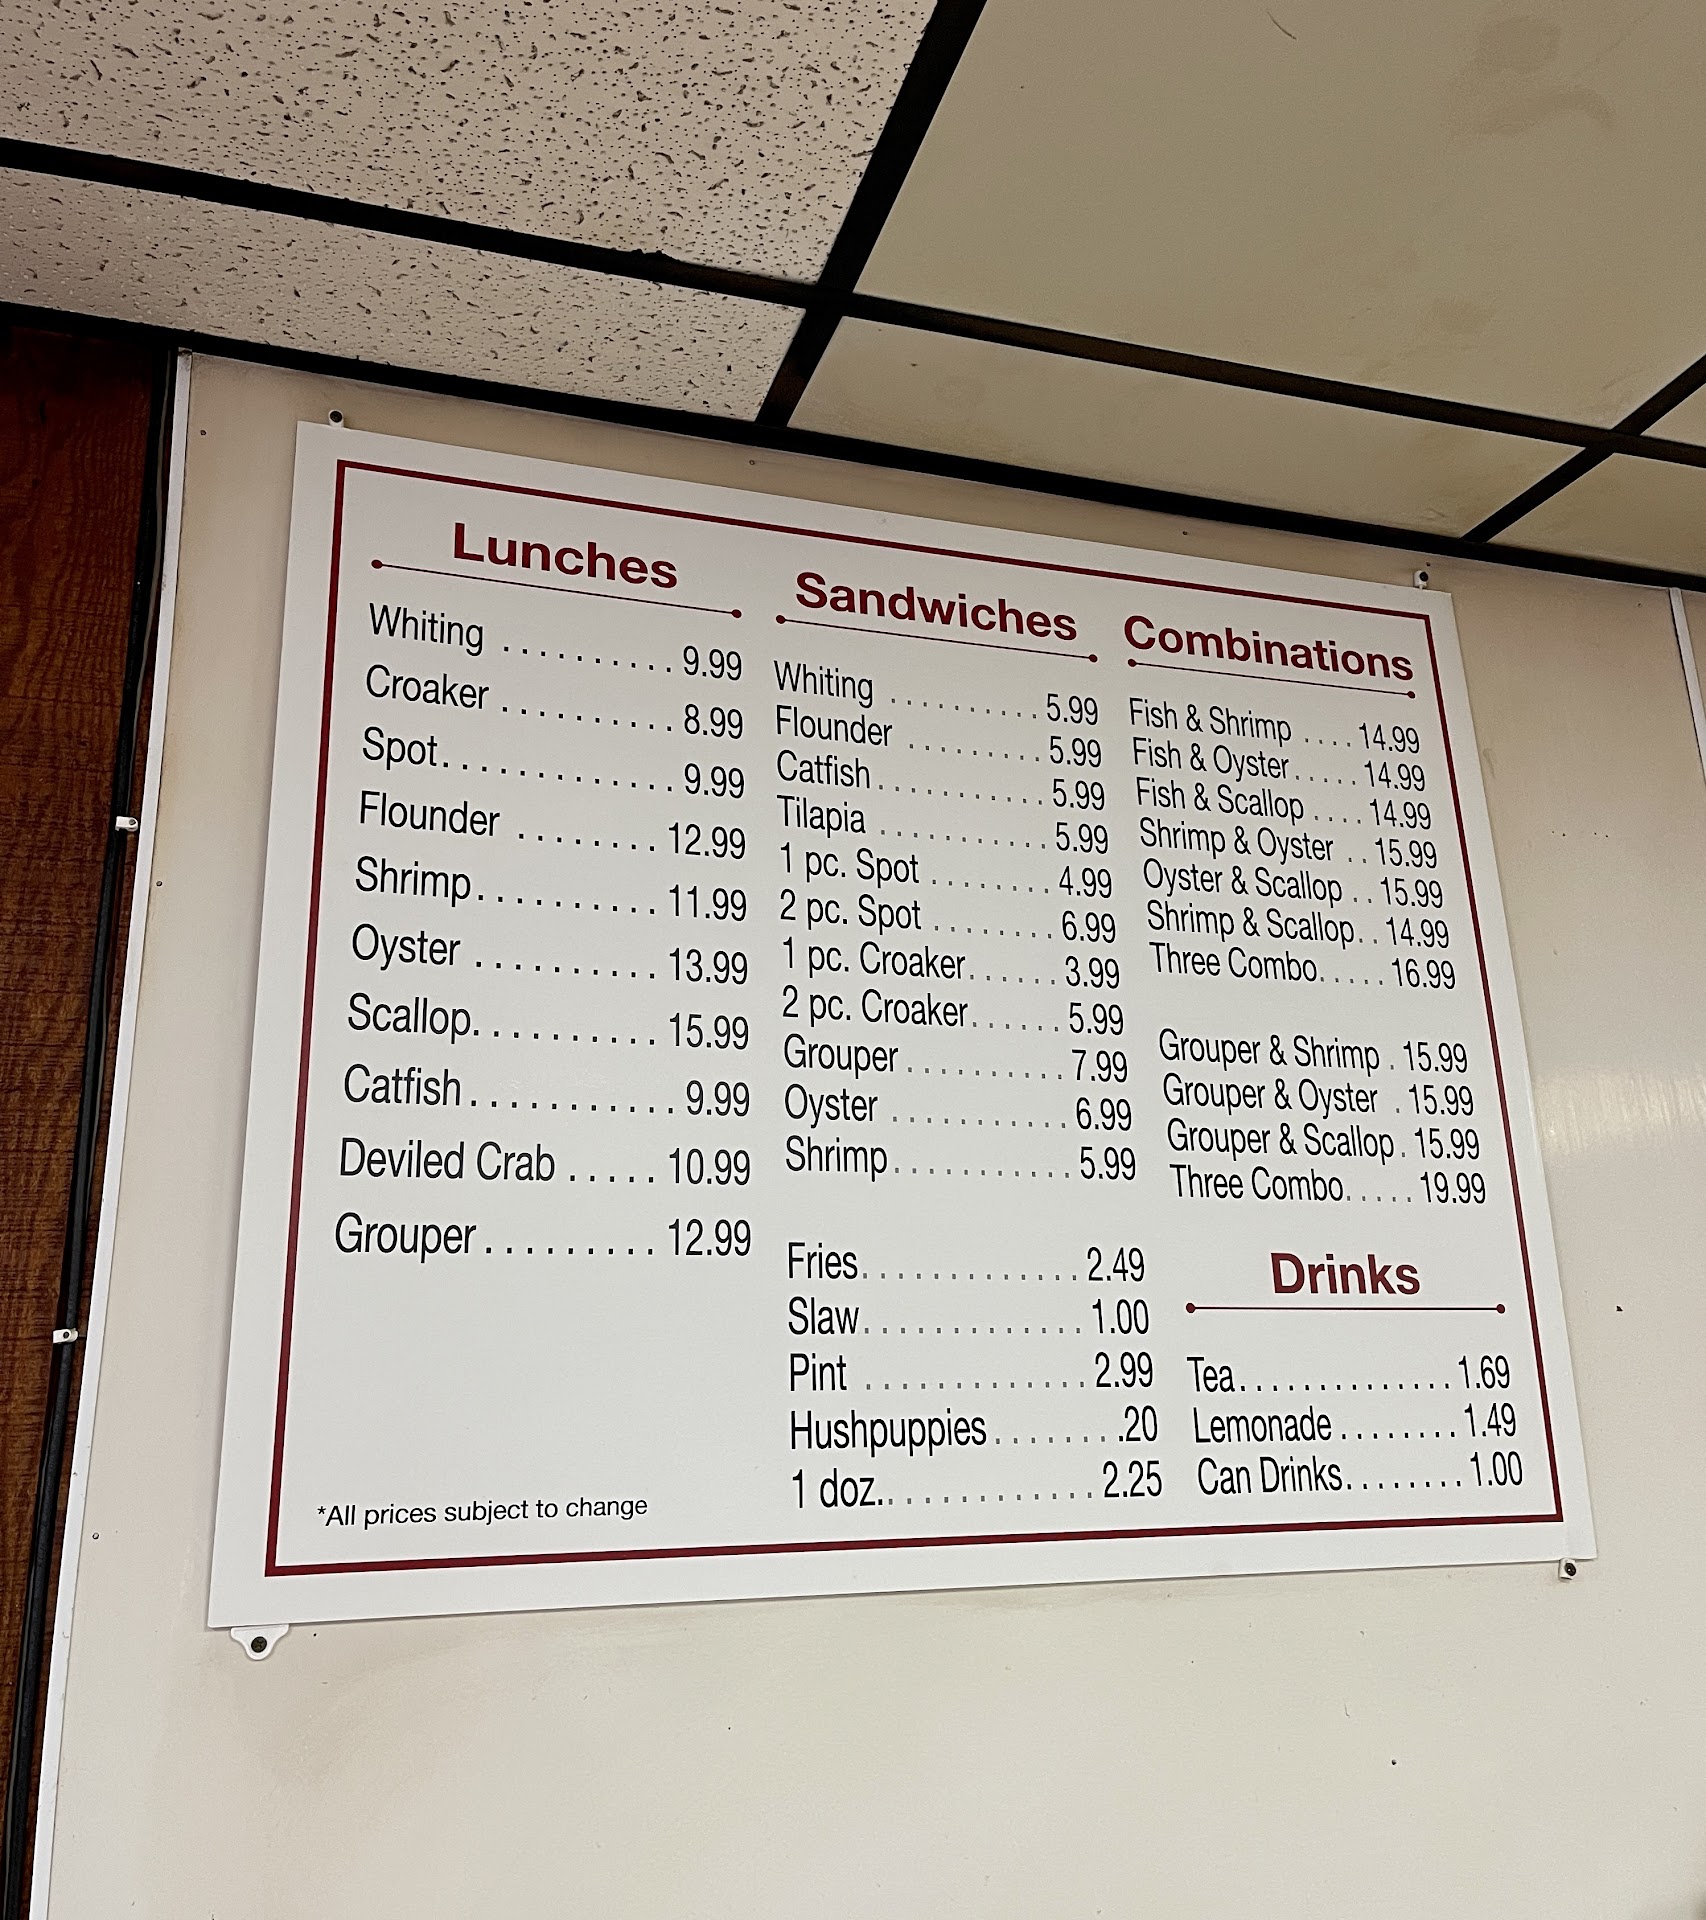 Lunches
Whiting .......... 9.99
Croaker .......... 8.99
Spot.............. 9.99
Flounder ........ 12.99
Shrimp........... 11.99
Oyster ........... 13.99
Scallop........... 15.99
Catfish............ 9.99
Deviled Crab ..... 10.99
Grouper.......... 12.99
*All prices subject to change
Sandwiches
Whiting .......... 5.99
Flounder ........ 5.99
Catfish........... 5.99
Tilapia .......... 5.99
1 pc. Spot ........ 4.99
2 pc. Spot ........ 6.99
1 pc. Croaker...... 3.99
2 pc. Croaker...... 5.99
Grouper .......... 7.99
Oyster ........... 6.99
Shrimp........... 5.99
Fries............. 2.49
Slaw............. 1.00
Pint ............. 2.99
Hushpuppies........ .20
1 doz.............. 2.25
Combinations
Fish & Shrimp .... 14.99
Fish & Oyster..... 14.99
Fish & Scallop .... 14.99
Shrimp & Oyster .. 15.99
Oyster & Scallop .. 15.99
Shrimp & Scallop.. 14.99
Three Combo..... 16.99
Grouper & Shrimp . 15.99
Grouper & Oyster . 15.99
Grouper & Scallop. 15.99
Three Combo..... 19.99
Drinks
Tea.............. 1.69
Lemonade ........ 1.49
Can Drinks........ 1.00